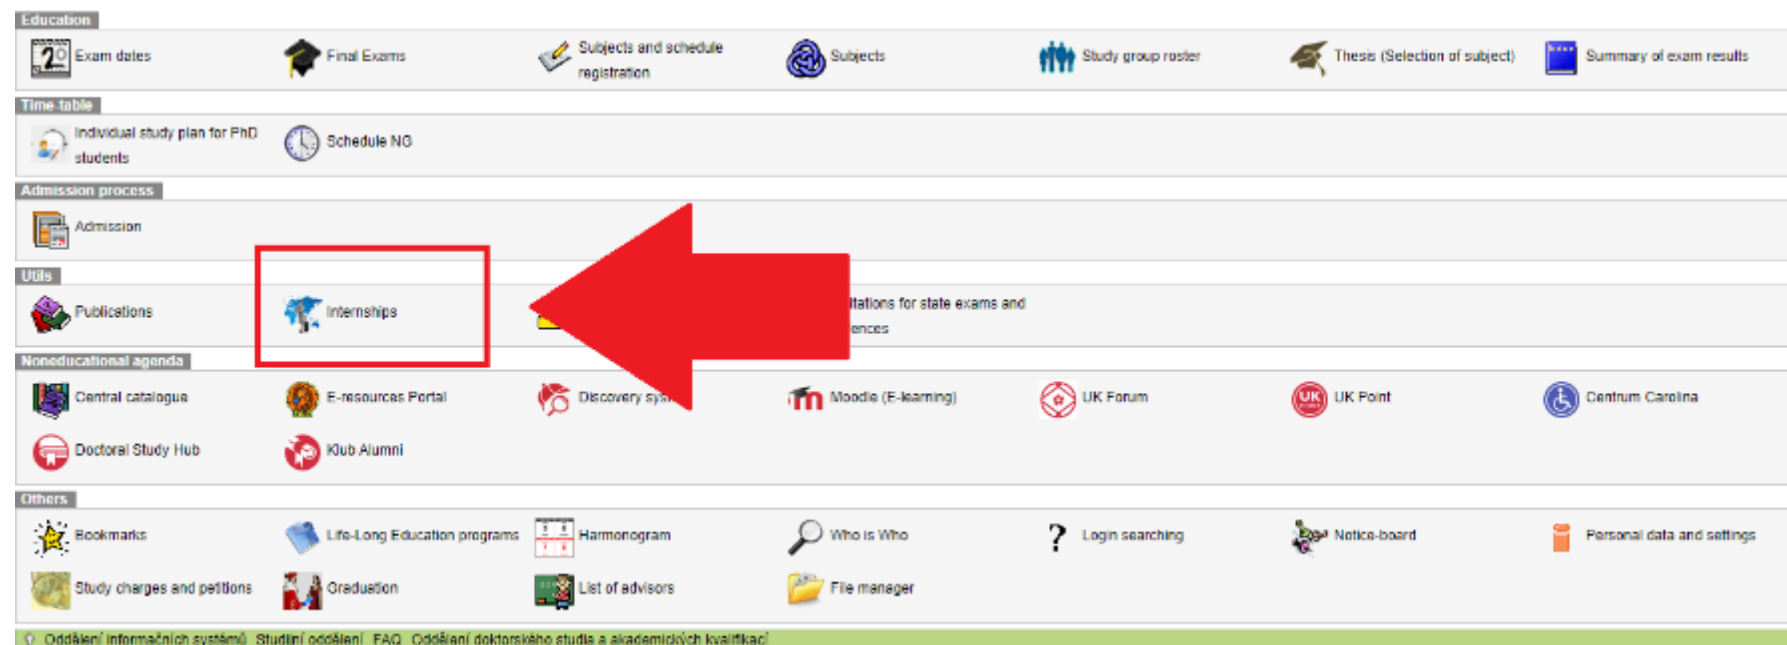 Education
Exam dates
Final Exams
Subjects and schedule
registration
Subjects
Study group roster
Thesis (Selection of subject)
Summary of exam results
Time-table
Individual study plan for PhD
students
Schedule NG
Admission process
Admission
Utils
Publications
Internships
itations for state exams and
ences
Noneducational agenda
Central catalogue
E-resources Portal
Discovery sys
Moodle (E-learning)
UK Forum
UK
UK Point
Centrum Carolina
Doctoral Study Hub
Klub Alumni
Others
Bookmarks
Life-Long Education programs
Harmonogram
Who is Who
? Login searching
Notice-board
Personal data and settings
Study charges and petitions
Graduation
List of advisors
File manager
Oddělení informačních systémů Studijní oddělení FAQ Oddělení doktorského studia a akademických kvalifikací